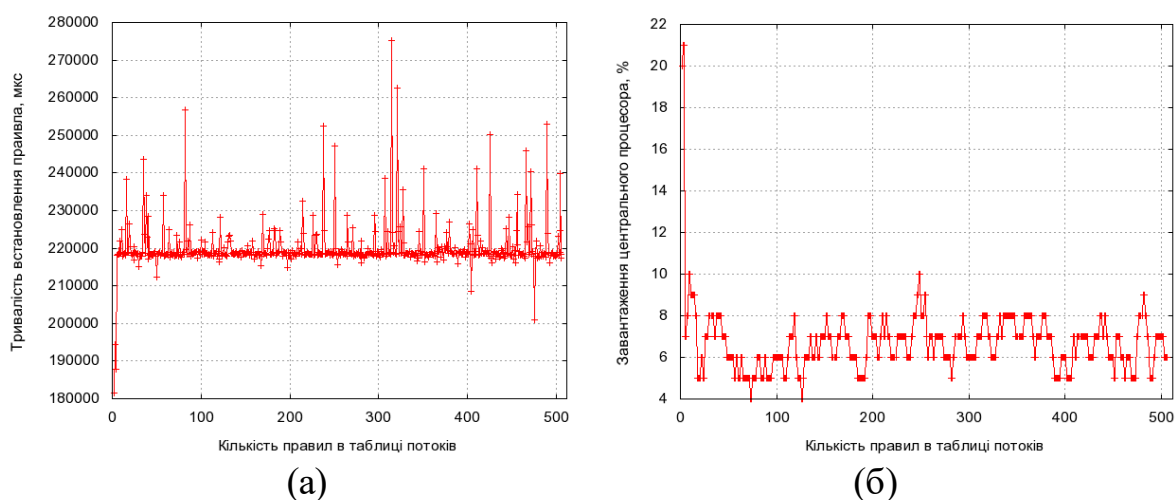 280000
270000
260000
250000
240000
230000
220000
210000
200000
190000
180000
0 100 200 300 400 500
Тривалість встановлення праивла, мкс
Кількість правил в таблиці потоків
(а)
22
20
18
16
14
12
10
8
6
4
0 100 200 300 400 500
Завантаження центрального процесора, %
Кількість правил в таблиці потоків
(б)